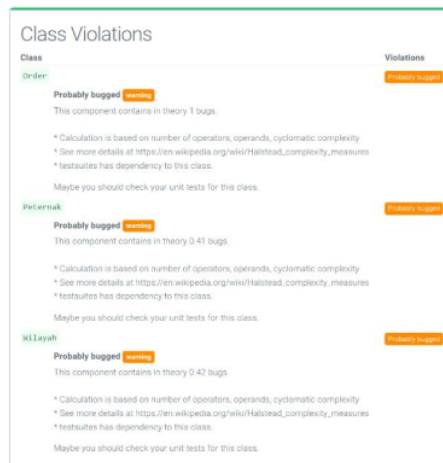 Class Violations
Class Violations
Order Probably bugged
Probably bugged warning
This component contains in theory 1 bugs.
* Calculation is based on number of operators, operands, cyclomatic complexity
* See more details at https://en.wikipedia.org/wiki/Halstead_complexity_measures
* testsuites has dependency to this class.
Maybe you should check your unit tests for this class.
Peternak Probably bugged
Probably bugged warning
This component contains in theory 0.41 bugs.
* Calculation is based on number of operators, operands, cyclomatic complexity
* See more details at https://en.wikipedia.org/wiki/Halstead_complexity_measures
* testsuites has dependency to this class.
Maybe you should check your unit tests for this class.
Wilayah Probably bugged
Probably bugged warning
This component contains in theory 0.42 bugs.
* Calculation is based on number of operators, operands, cyclomatic complexity
* See more details at https://en.wikipedia.org/wiki/Halstead_complexity_measures
* testsuites has dependency to this class.
Maybe you should check your unit tests for this class.